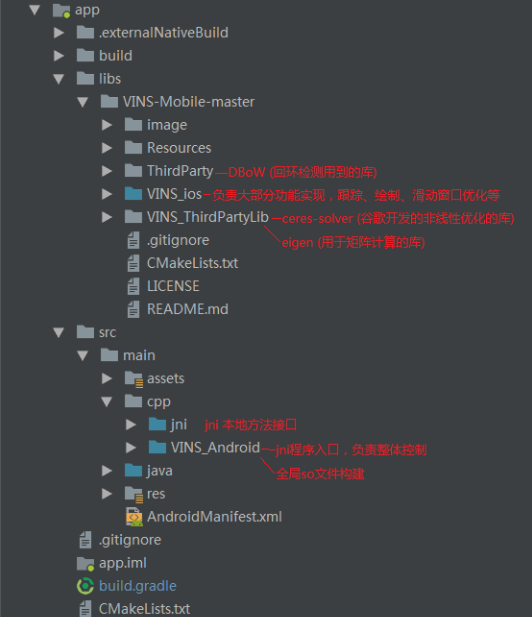 app
.externalNativeBuild
build
libs
VINS-Mobile-master
image
Resources
ThirdParty DBoW (回环检测用到的库)
VINS_ios 负责大部分功能实现，跟踪、绘制、滑动窗口优化等
VINS_ThirdPartyLib ceres-solver (谷歌开发的非线性优化的库)
.gitignore eigen (用于矩阵计算的库)
CMakeLists.txt
LICENSE
README.md
src
main
assets
cpp
jni jni 本地方法接口
VINS_Android jni程序入口，负责整体控制
java 全局so文件构建
res
AndroidManifest.xml
.gitignore
app.iml
build.gradle
CMakeLists.txt